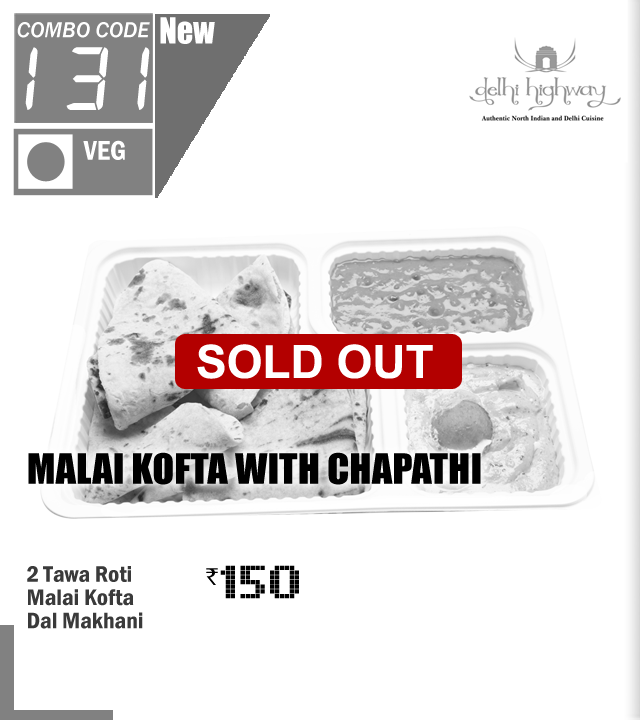 COMBO CODE
131
New
VEG
delhi highway
Authentic North Indian and Delhi Cuisine
SOLD OUT
MALAI KOFTA WITH CHAPATHI
2 Tawa Roti
Malai Kofta
Dal Makhani
₹150